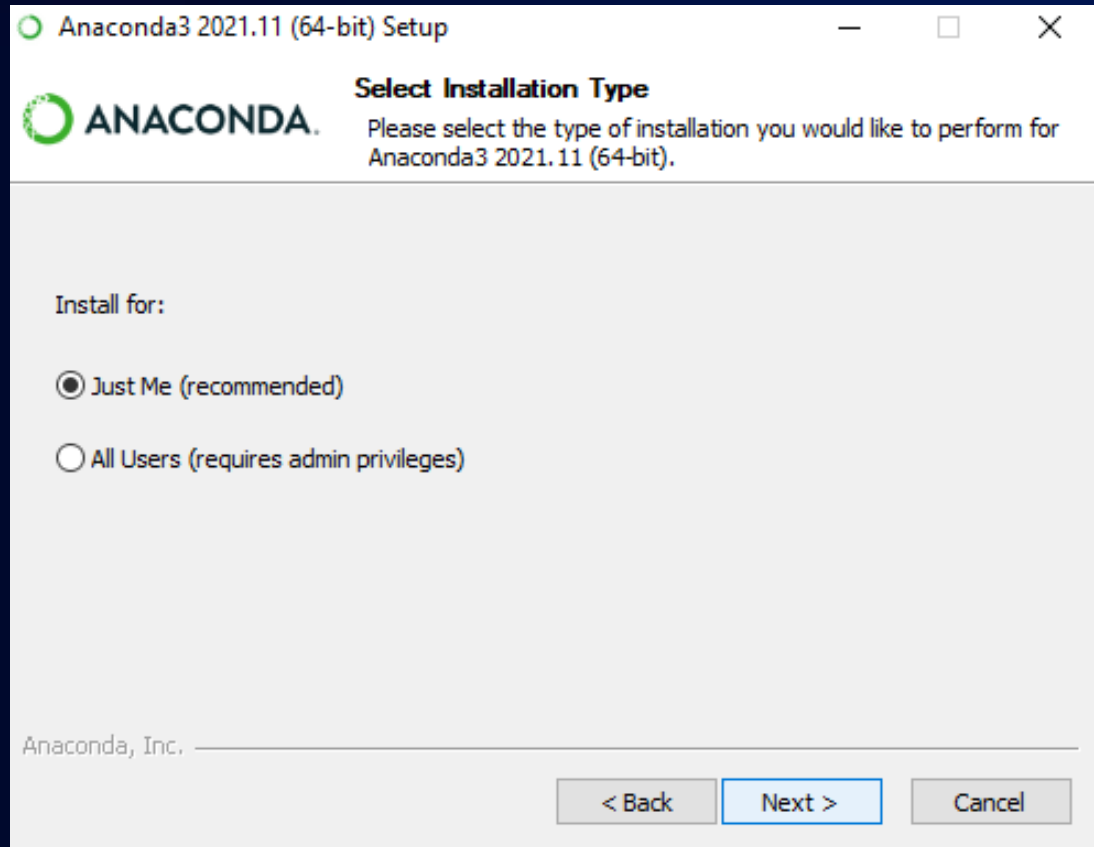 Anaconda3 2021.11 (64-bit) Setup
ANACONDA.
Select Installation Type
Please select the type of installation you would like to perform for
Anaconda3 2021.11 (64-bit).
Install for:
Just Me (recommended)
All Users (requires admin privileges)
Anaconda, Inc.
< Back
Next >
Cancel